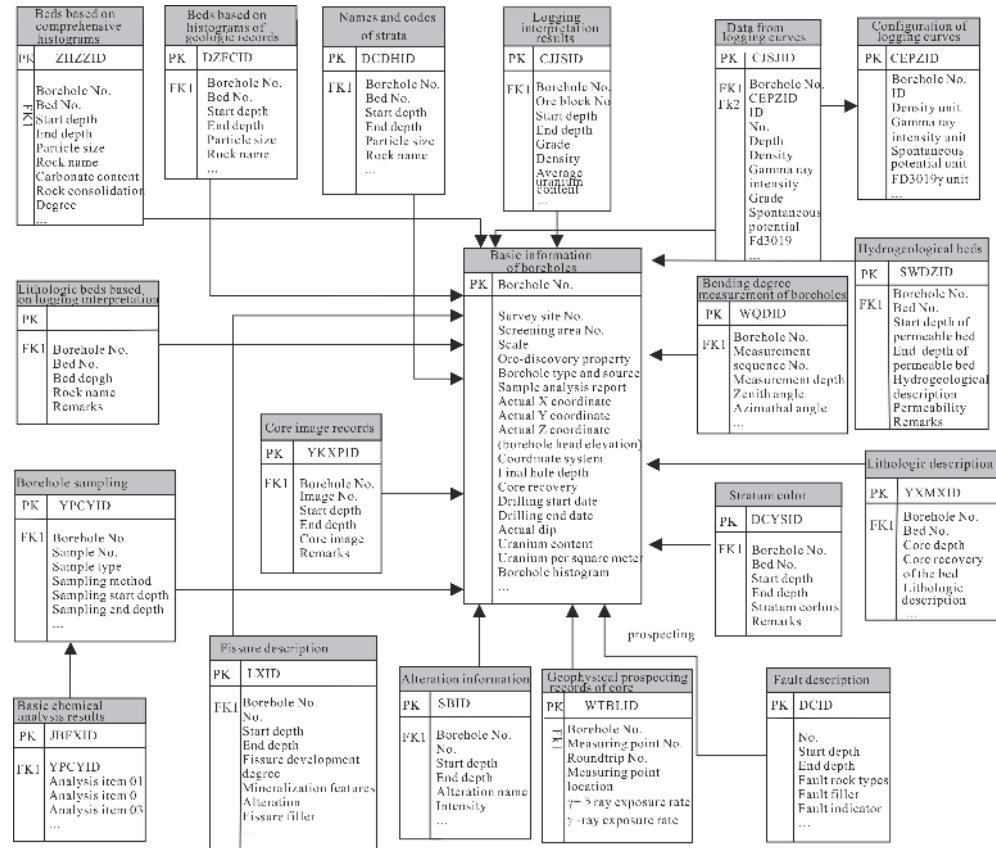 Beds based on
comprehensive
histograms
PK ZHZZID
FK1
Borehole No.
Bed No.
Start depth
End depth
Particle size
Rock name
Carbonate content
Rock consolidation
Degree
...
Beds based on
histograms of
geologic records
PK DZFCID
FK1 Borehole No.
Bed No.
Start depth
End depth
Particle size
Rock name
...
Names and codes
of strata
PK DCDHID
FK1 Borehole No.
Bed No.
Start depth
End depth
Particle size
Rock name
...
Logging
interpretation
results
PK CJJSID
FK1 Borehole No.
Ore block No
Start depth
End depth
Grade
Density
Average
uranium
content
...
Data from
logging curves
PK CJSJID
FK1 Borehole No.
Fk2 CEPZID
ID
No.
Depth
Density
Gamma ray
intensity
Grade
Spontaneous
potential
Fd3019
...
Configuration of
logging curves
PK CEPZID
Borehole No.
ID
Density unit
Gamma ray
intensity unit
Spontaneous
potential unit
FD3019γ unit
...
Lithologic beds based
on logging interpretation
PK
FK1 Borehole No.
Bed No.
Bed depgh
Rock name
Remarks
Basic information
of boreholes
PK Borehole No.
Survey site No.
Screening area No.
Scale
Oro-discovery property
Borehole type and source
Sample analysis report
Actual X coordinate
Actual Y coordinate
Actual Z coordinate
(borehole head elevation)
Coordinate system
Final hole depth
Core recovery
Drilling start date
Drilling end date
Actual dip
Uranium content
Uranium per square meter
Borehole histogram
...
Bending degree
measurement of boreholes
PK WQDID
FK1 Borehole No.
Measurement
sequence No.
Measurement depth
Zenith angle
Azimuthal angle
...
Hydrogeological beds
PK SWDZID
FK1 Borehole No.
Bed No.
Start depth of
permeable bed
End depth of
permeable bed
Hydrogeological
description
Permeability
Remarks
Core image records
PK YKXPID
FK1 Borehole No.
Image No.
Start depth
End depth
Core image
Remarks
Borehole sampling
PK YPCYID
FK1 Borehole No.
Sample No.
Sample type
Sampling method
Sampling start depth
Sampling end depth
...
Stratum color
PK DCYSID
FK1 Borehole No.
Bed No.
Start depth
End depth
Stratum corlurs
Remarks
Lithologic description
PK YXMXID
FK1 Borehole No.
Bed No.
Core depth
Core recovery
of the bed
Lithologic
description
...
prospecting
Basic chemical
analysis results
PK JBFXID
FK1 YPCYID
Analysis item 01
Analysis item 0
Analysis item 03
...
Fissure description
PK LXID
FK1 Borehole No.
No.
Start depth
End depth
Fissure development
degree
Mineralization features
Alteration
Fissure filler
...
Alteration information
PK SBID
FK1 Borehole No.
No.
Start depth
End depth
Alteration name
Intensity
...
Geophysical prospecting
records of core
PK WTBLID
FK1
Borehole No.
Measuring point No.
Roundtrip No.
Measuring point
location
γ+ β ray exposure rate
γ -ray exposure rate
...
Fault description
PK DCID
No.
Start depth
End depth
Fault rock types
Fault filler
Fault indicator
...